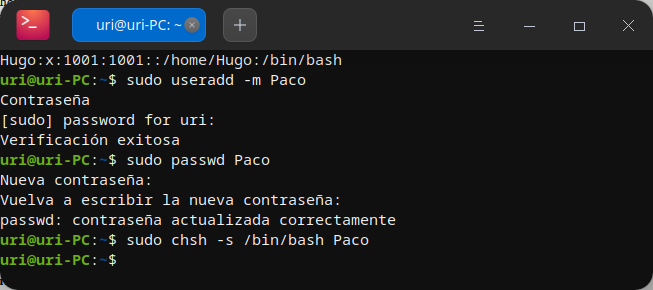 uri@uri-PC: ~
Hugo:x:1001:1001::/home/Hugo:/bin/bash
uri@uri-PC:~$ sudo useradd -m Paco
Contraseña
[sudo] password for uri:
Verificación exitosa
uri@uri-PC:~$ sudo passwd Paco
Nueva contraseña:
Vuelva a escribir la nueva contraseña:
passwd: contraseña actualizada correctamente
uri@uri-PC:~$ sudo chsh -s /bin/bash Paco
uri@uri-PC:~$